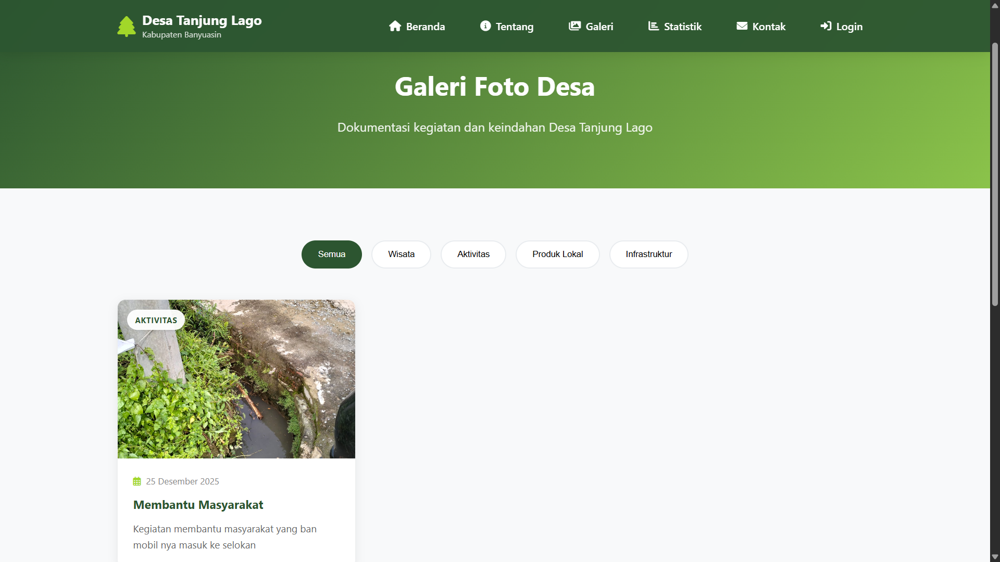 Desa Tanjung Lago
Kabupaten Banyuasin
Beranda
Tentang
Galeri
Statistik
Kontak
Login
Galeri Foto Desa
Dokumentasi kegiatan dan keindahan Desa Tanjung Lago
Semua
Wisata
Aktivitas
Produk Lokal
Infrastruktur
AKTIVITAS
25 Desember 2025
Membantu Masyarakat
Kegiatan membantu masyarakat yang ban
mobil nya masuk ke selokan